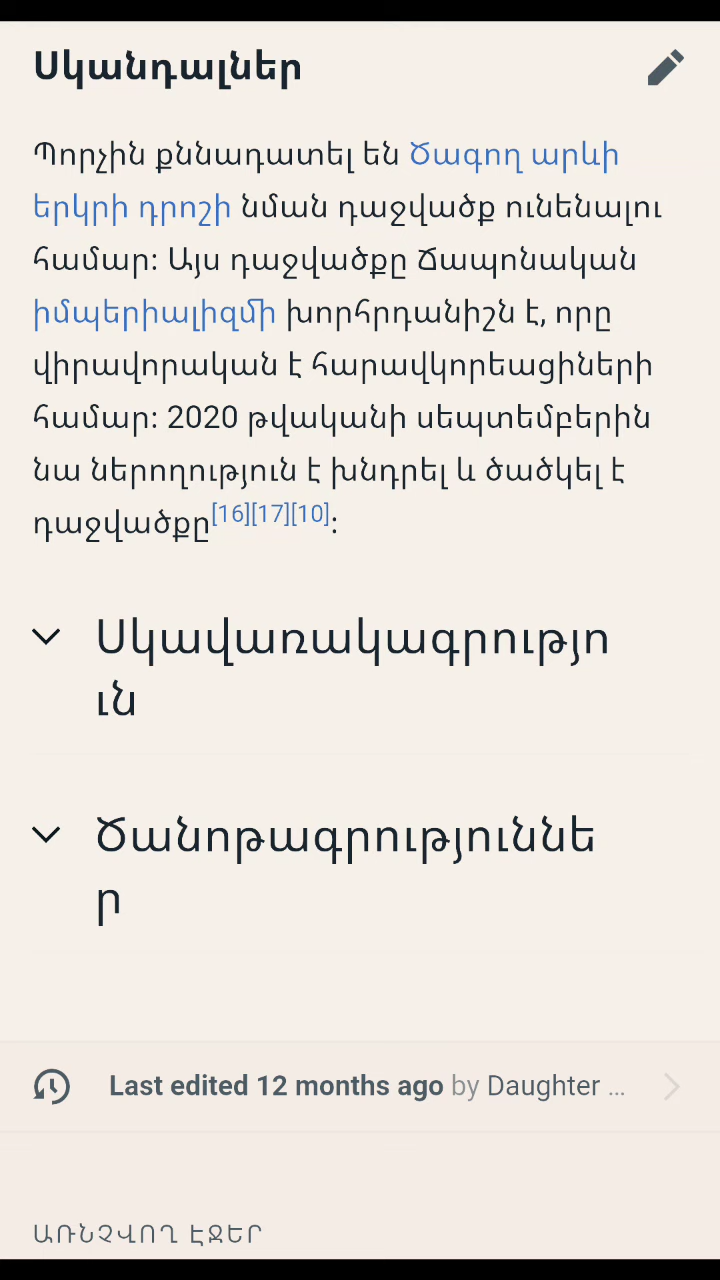 Սկանդալներ
Պորչին քննադատել են Ծագող արևի
երկրի դրոշի նման դաջվածք ունենալու
համար: Այս դաջվածքը Ճապոնական
իմպերիալիզմի խորհրդանիշն է, որը
վիրավորական է հարավկորեացիների
համար: 2020 թվականի սեպտեմբերին
նա ներողություն է խնդրել և ծածկել է
դաջվածքը[16][17][10]:
Սկավառակագրությո
ւն
Ծանոթագրություննե
ր
Last edited 12 months ago by Daughter ...
ԱՌՆՉՎՈՂ ԷՋԵՐ